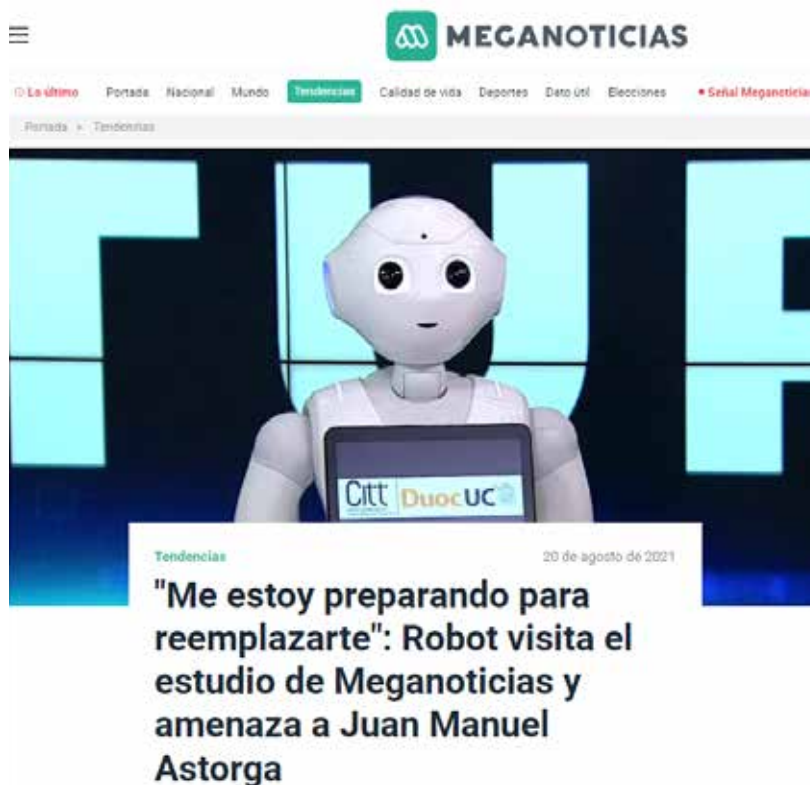 MEGANOTICIAS
Lo último Portada Nacional Mundo Tendencias Calidad de vida Deportes Dato útil Elecciones Señal Meganoticias
Portada > Tendencias
TUR
Citt DuocUC
Tendencias 20 de agosto de 2021
"Me estoy preparando para
reemplazarte": Robot visita el
estudio de Meganoticias y
amenaza a Juan Manuel
Astorga